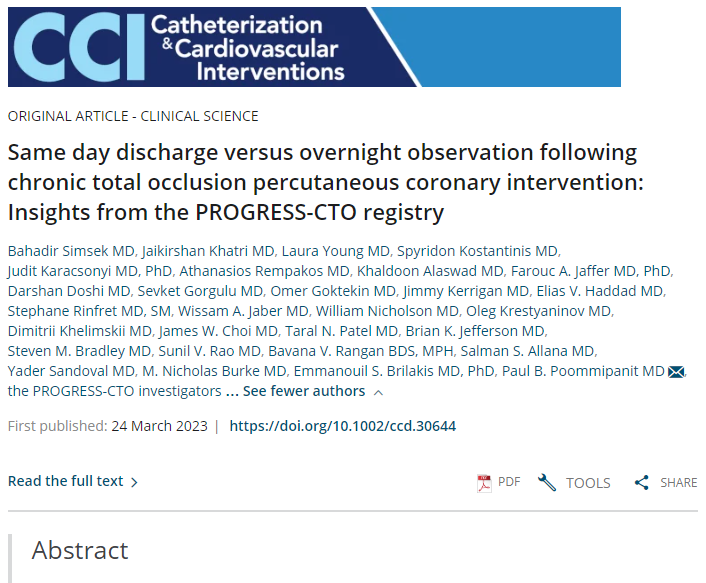 CCI Catheterization
&Cardiovascular
Interventions
ORIGINAL ARTICLE - CLINICAL SCIENCE
Same day discharge versus overnight observation following
chronic total occlusion percutaneous coronary intervention:
Insights from the PROGRESS-CTO registry
Bahadir Simsek MD, Jaikirshan Khatri MD, Laura Young MD, Spyridon Kostantinis MD,
Judit Karacsonyi MD, PhD, Athanasios Rempakos MD, Khaldoon Alaswad MD, Farouc A. Jaffer MD, PhD,
Darshan Doshi MD, Sevket Gorgulu MD, Omer Goktekin MD, Jimmy Kerrigan MD, Elias V. Haddad MD,
Stephane Rinfret MD, SM, Wissam A. Jaber MD, William Nicholson MD, Oleg Krestyaninov MD,
Dimitrii Khelimskii MD, James W. Choi MD, Taral N. Patel MD, Brian K. Jefferson MD,
Steven M. Bradley MD, Sunil V. Rao MD, Bavana V. Rangan BDS, MPH, Salman S. Allana MD,
Yader Sandoval MD, M. Nicholas Burke MD, Emmanouil S. Brilakis MD, PhD, Paul B. Poommipanit MD,
the PROGRESS-CTO investigators ... See fewer authors
First published: 24 March 2023 | https://doi.org/10.1002/ccd.30644
Read the full text
PDF TOOLS SHARE
Abstract